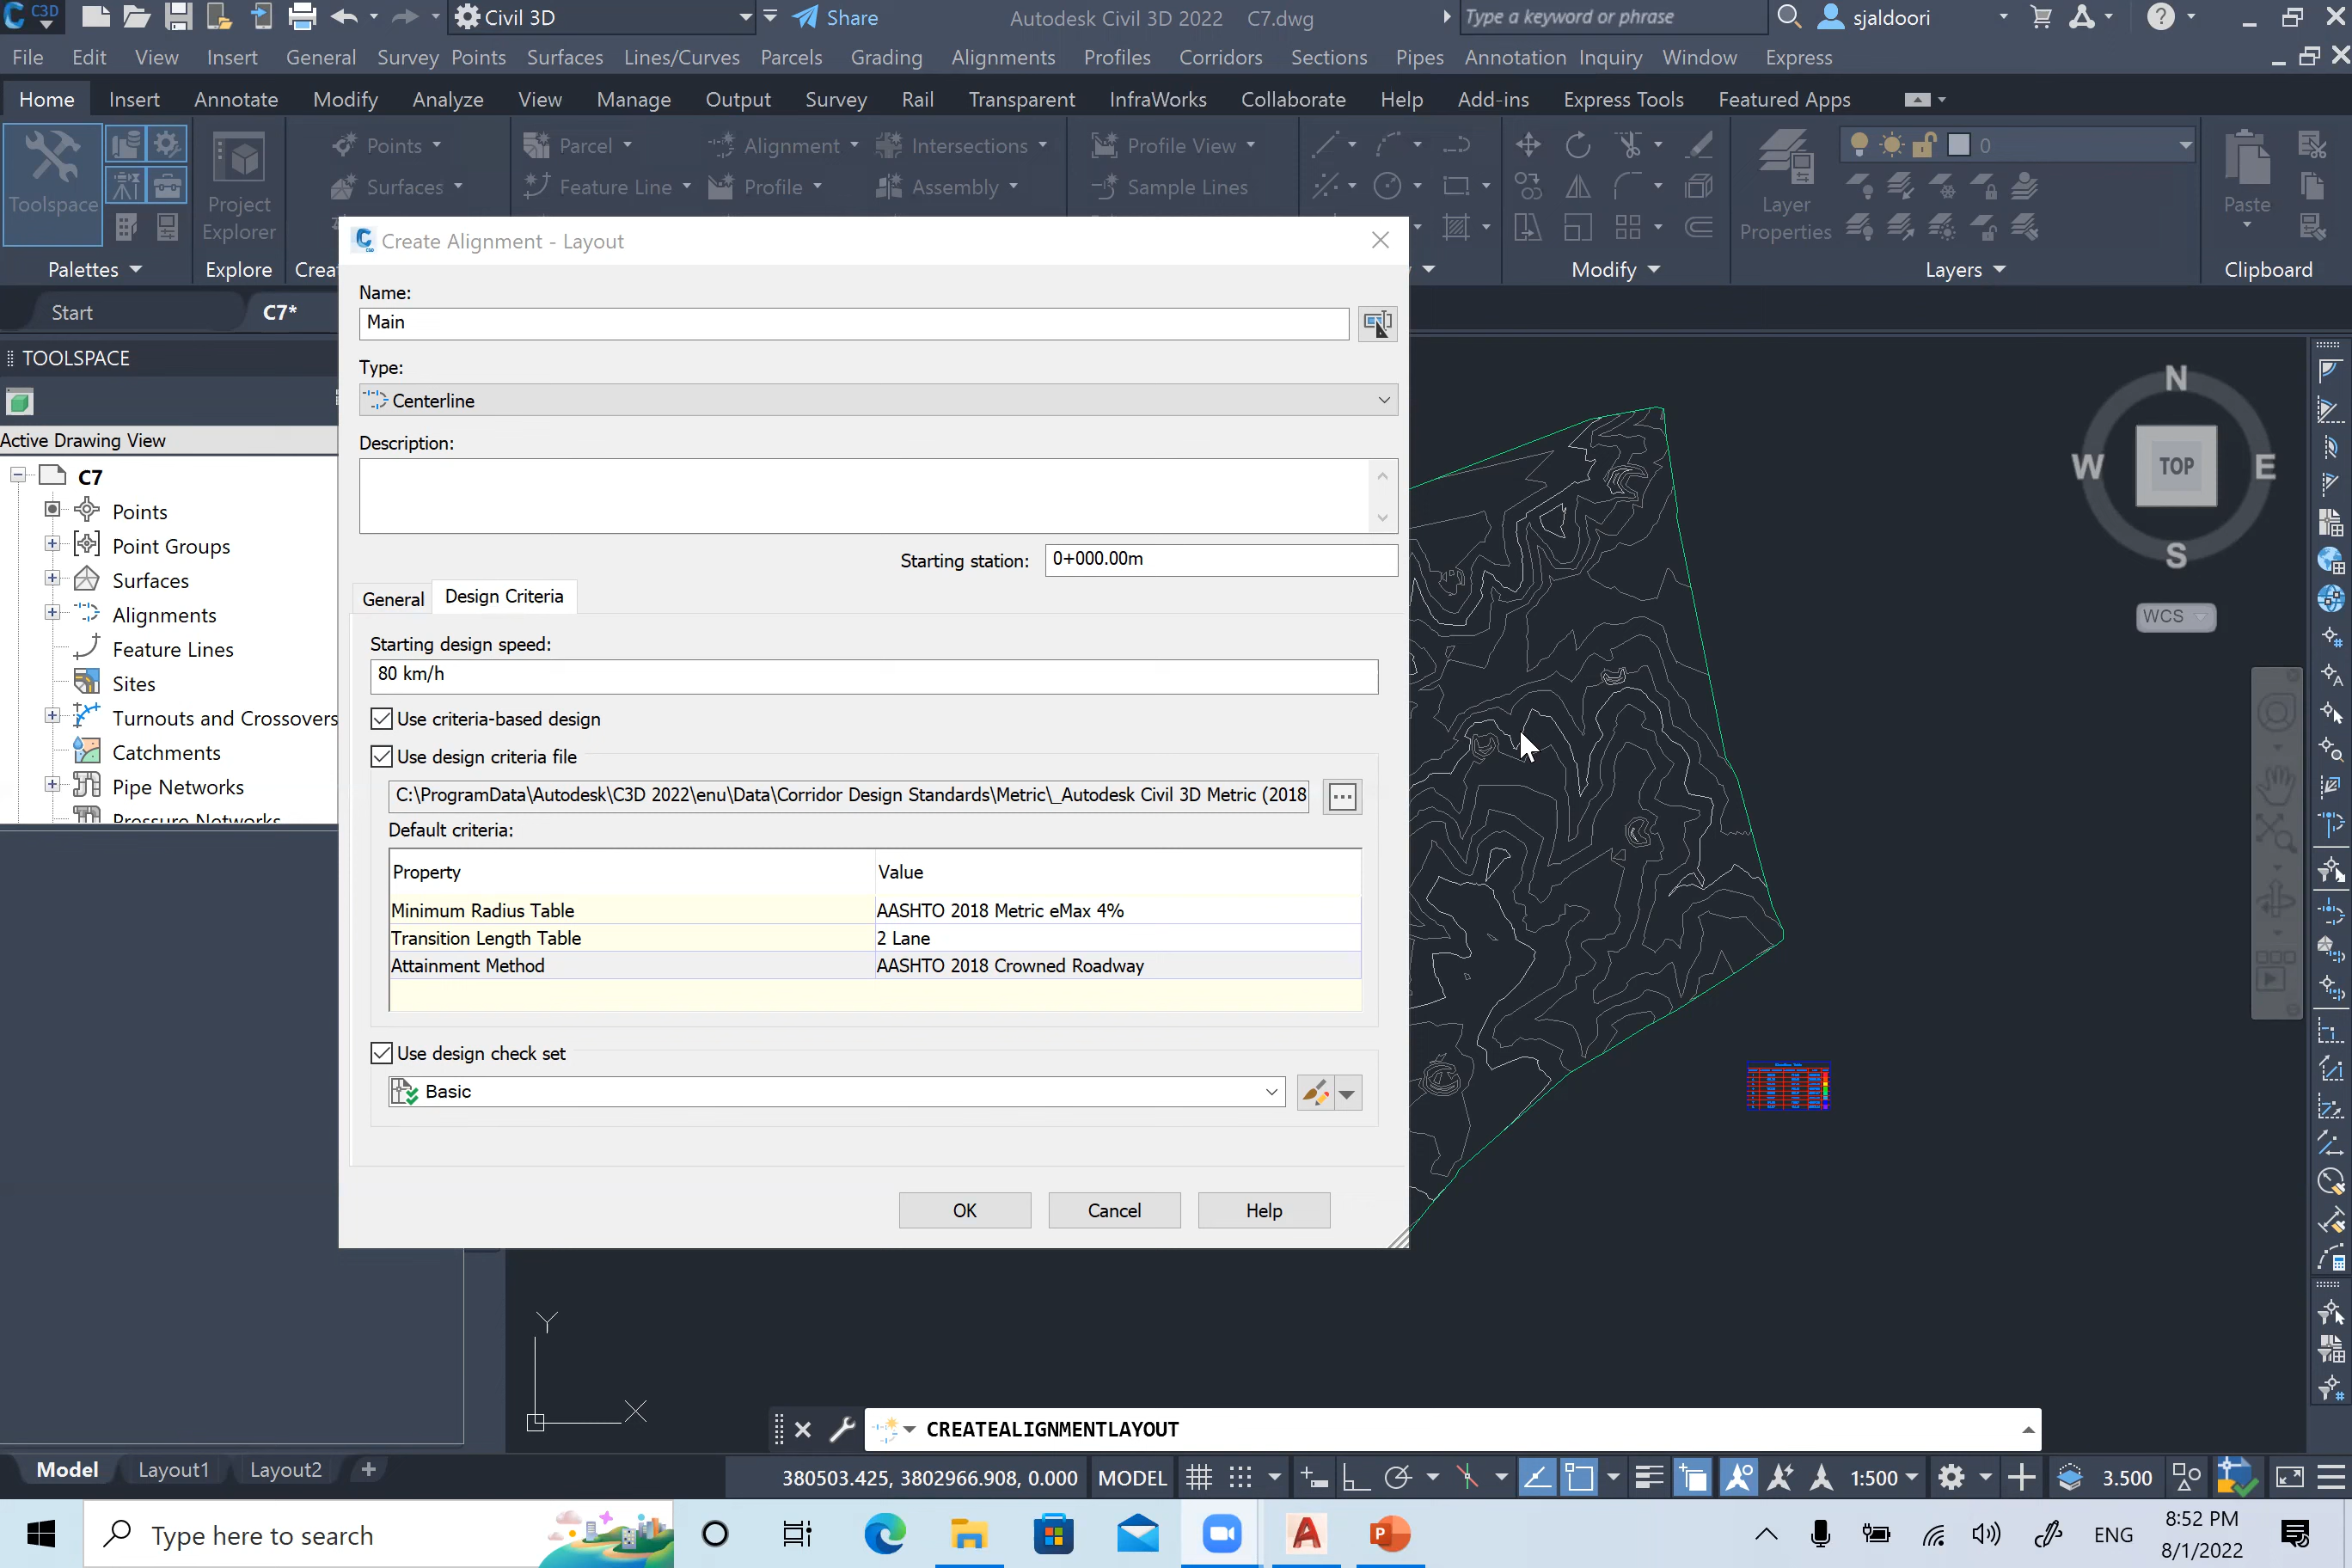 C3D
Civil 3D
Share
Autodesk Civil 3D 2022 C7.dwg
Type a keyword or phrase
sjaldoori
File Edit View Insert General Survey Points Surfaces Lines/Curves Parcels Grading Alignments Profiles Corridors Sections Pipes Annotation Inquiry Window Express
Home Insert Annotate Modify Analyze View Manage Output Survey Rail Transparent InfraWorks Collaborate Help Add-ins Express Tools Featured Apps
Points Parcel Alignment Intersections Profile View 0
Toolspace Surfaces Feature Line Profile Assembly Sample Lines
Project Explorer
Layer Properties
Paste
Palettes Explore Crea Modify Layers Clipboard
Start C7*
Create Alignment - Layout
Name:
Main
Type:
Centerline
Description:
Starting station: 0+000.00m
General Design Criteria
Starting design speed:
80 km/h
Use criteria-based design
Use design criteria file
C:\ProgramData\Autodesk\C3D 2022\enu\Data\Corridor Design Standards\Metric\_Autodesk Civil 3D Metric (2018
Default criteria:
Property Value
Minimum Radius Table AASHTO 2018 Metric eMax 4%
Transition Length Table 2 Lane
Attainment Method AASHTO 2018 Crowned Roadway
Use design check set
Basic
OK Cancel Help
TOOLSPACE
Active Drawing View
C7
Points
Point Groups
Surfaces
Alignments
Feature Lines
Sites
Turnouts and Crossovers
Catchments
Pipe Networks
Pressure Networks
N
W TOP E
S
WCS
Y
X
CREATEALIGNMENTLAYOUT
Model Layout1 Layout2 +
380503.425, 3802966.908, 0.000 MODEL 1:500 3.500
Type here to search
ENG
8:52 PM
8/1/2022